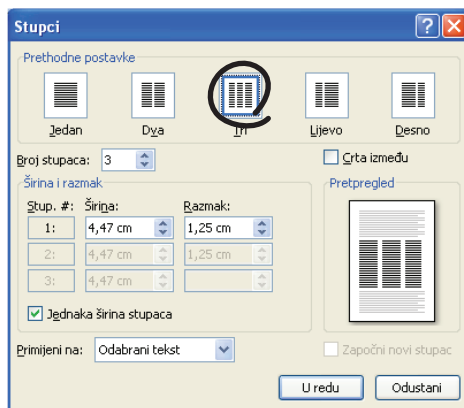 Stupci
Prethodne postavke
Jedan Dva Tri Lijevo Desno
Broj stupaca: 3 Crta između
Širina i razmak Pretpregled
Stup. #: Širina: Razmak:
1: 4,47 cm 1,25 cm
2: 4,47 cm 1,25 cm
3: 4,47 cm
Jednaka širina stupaca
Primijeni na: Odabrani tekst Započni novi stupac
U redu Odustani